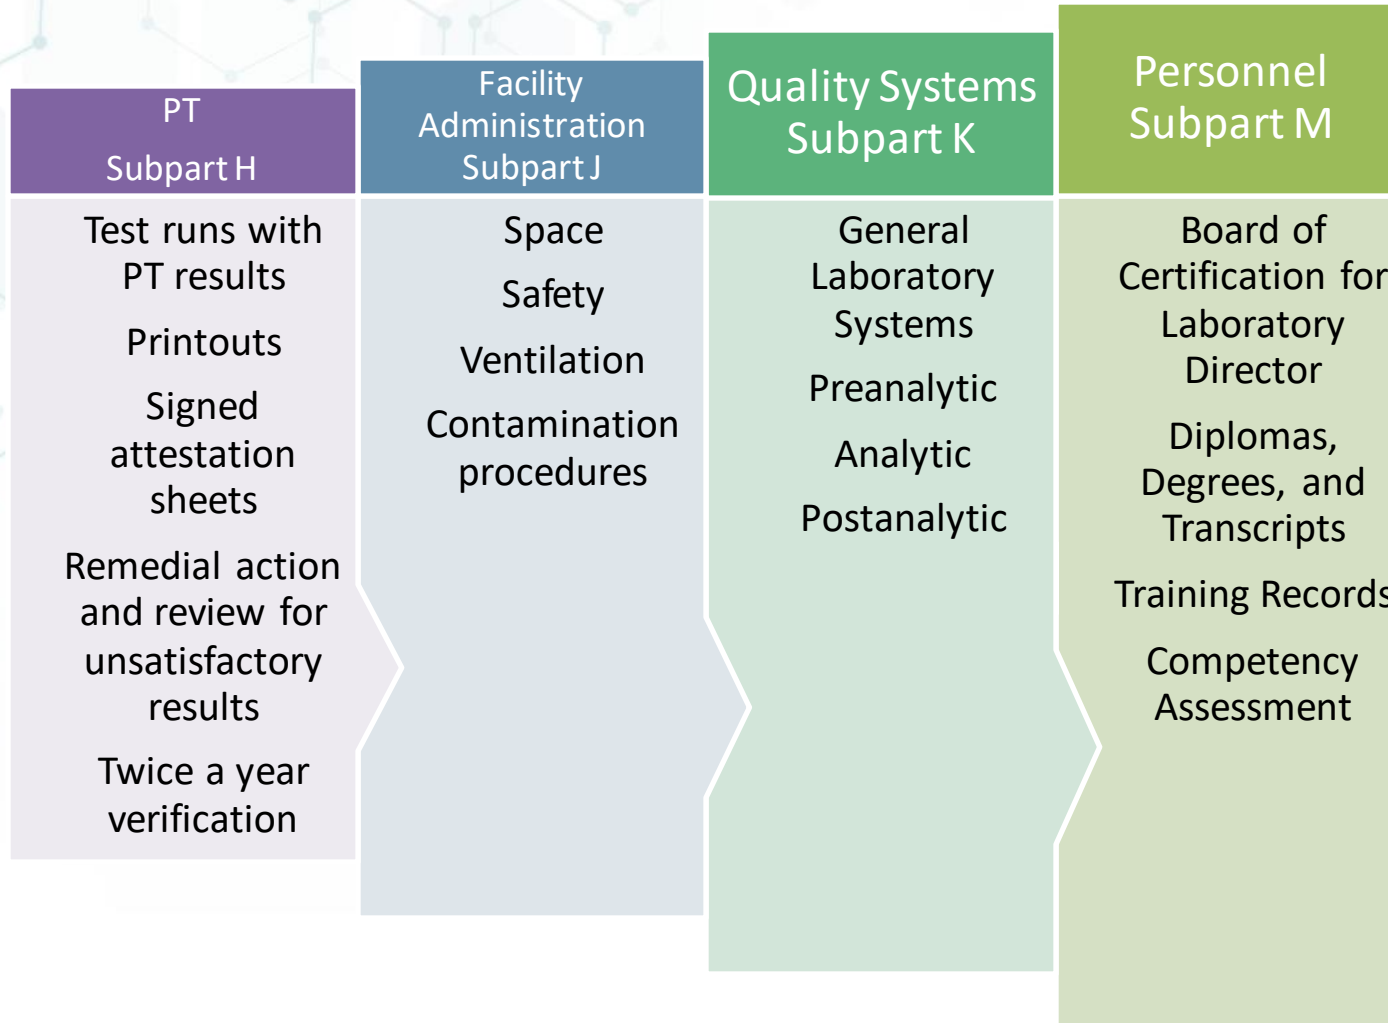 PT
Subpart H
Test runs with
PT results
Printouts
Signed
attestation
sheets
Remedial action
and review for
unsatisfactory
results
Twice a year
verification
Facility
Administration
Subpart J
Space
Safety
Ventilation
Contamination
procedures
Quality Systems
Subpart K
General
Laboratory
Systems
Preanalytic
Analytic
Postanalytic
Personnel
Subpart M
Board of
Certification for
Laboratory
Director
Diplomas,
Degrees, and
Transcripts
Training Records
Competency
Assessment